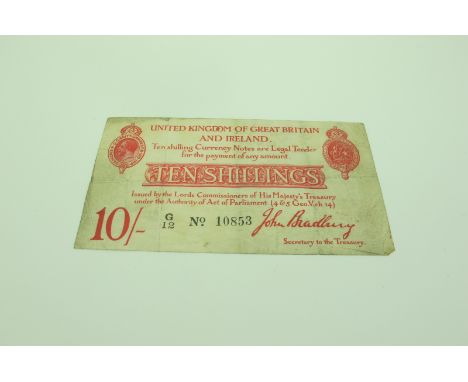 UNITED KINGDOM OF GREAT BRITAIN
AND IRELAND.
Ten shilling Currency Notes are Legal Tender
for the payment of any amount.
TEN SHILLINGS
Issued by the Lords Commissioners of His Majesty's Treasury
under the Authority of Act of Parliament (4 & 5 Geo. V. ch. 14)
10/- G/12 No 10853 John Bradbury
Secretary to the Treasury.